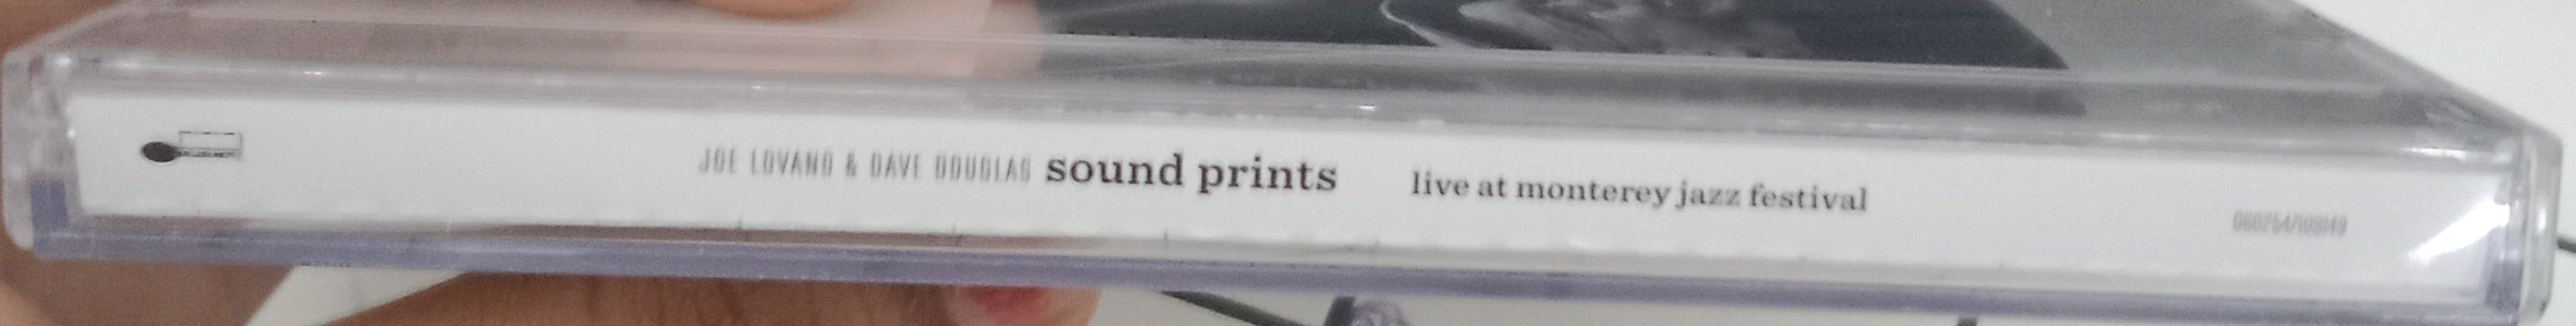 JOE LOVANO & DAVE DOUGLAS sound prints live at monterey jazz festival